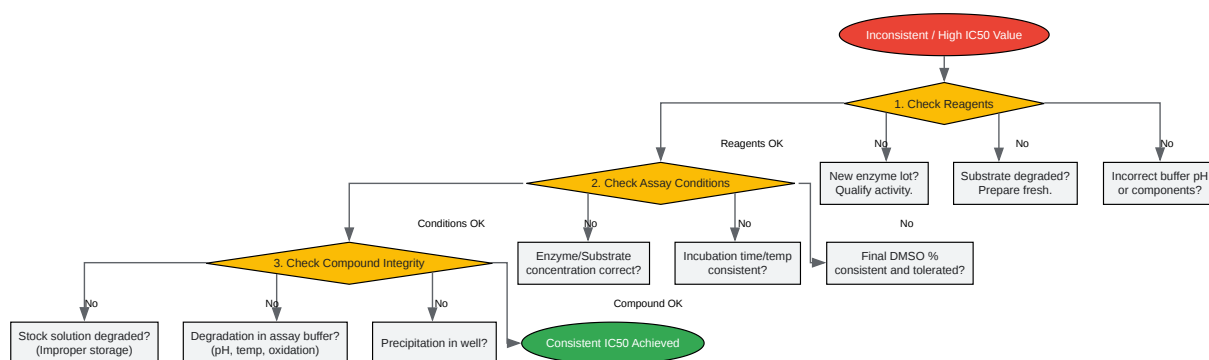 Inconsistent / High IC50 Value
1. Check Reagents
Reagents OK
No
No
No
New enzyme lot?
Qualify activity.
Substrate degraded?
Prepare fresh.
Incorrect buffer pH
or components?
2. Check Assay Conditions
Conditions OK
No
No
No
Enzyme/Substrate
concentration correct?
Incubation time/temp
consistent?
Final DMSO %
consistent and tolerated?
3. Check Compound Integrity
No
No
No
Compound OK
Stock solution degraded?
(Improper storage)
Degradation in assay buffer?
(pH, temp, oxidation)
Precipitation in well?
Consistent IC50 Achieved